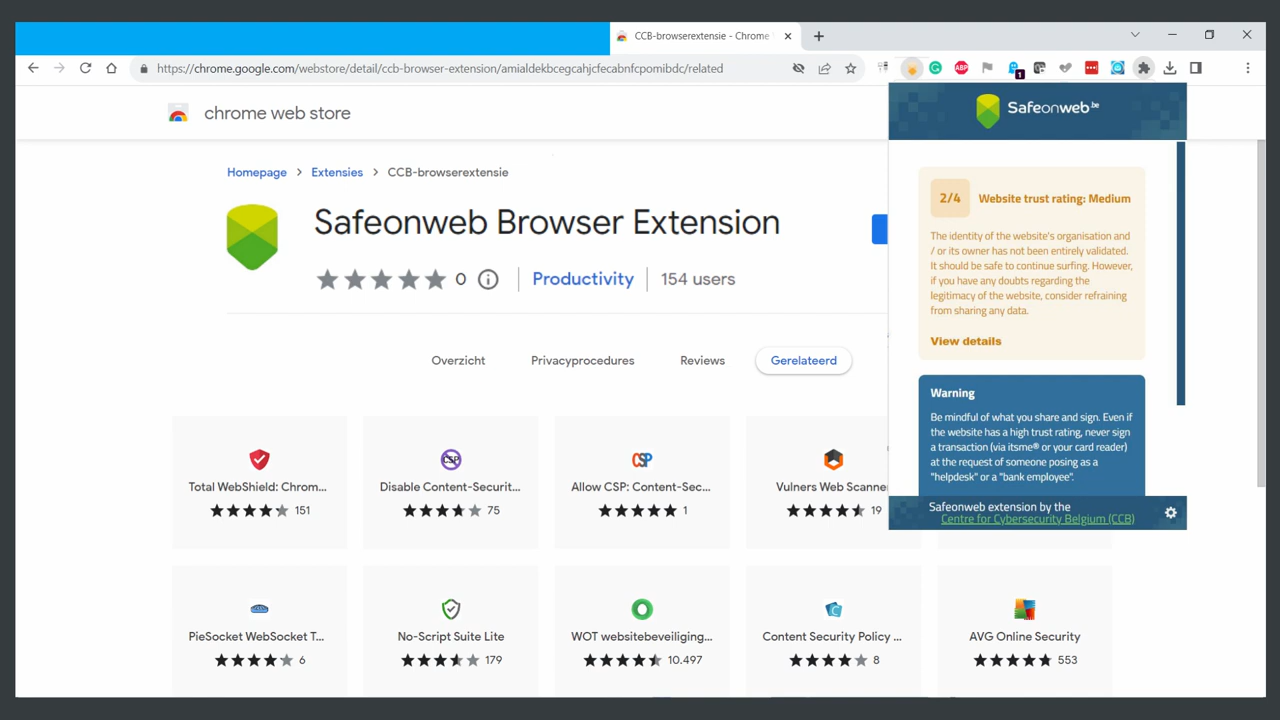 CCB-browserextensie - Chrome
https://chrome.google.com/webstore/detail/ccb-browser-extension/amialdekbcegcahjcfecabnfcpomibdc/related
ABP
1
chrome web store
Homepage > Extensies > CCB-browserextensie
Safeonweb Browser Extension
0
Productivity
154 users
Overzicht
Privacyprocedures
Reviews
Gerelateerd
Total WebShield: Chrom...
151
CSP
Disable Content-Securit...
75
CSP
Allow CSP: Content-Sec...
1
Vulners Web Scanne
19
PieSocket WebSocket T...
6
No-Script Suite Lite
179
WOT websitebeveiliging...
10.497
Content Security Policy ...
8
AVG Online Security
553
Safeonweb.be
2/4
Website trust rating: Medium
The identity of the website's organisation and
/ or its owner has not been entirely validated.
It should be safe to continue surfing. However,
if you have any doubts regarding the
legitimacy of the website, consider refraining
from sharing any data.
View details
Warning
Be mindful of what you share and sign. Even if
the website has a high trust rating, never sign
a transaction (via itsme® or your card reader)
at the request of someone posing as a
"helpdesk" or a "bank employee".
Safeonweb extension by the
Centre for Cybersecurity Belgium (CCB)